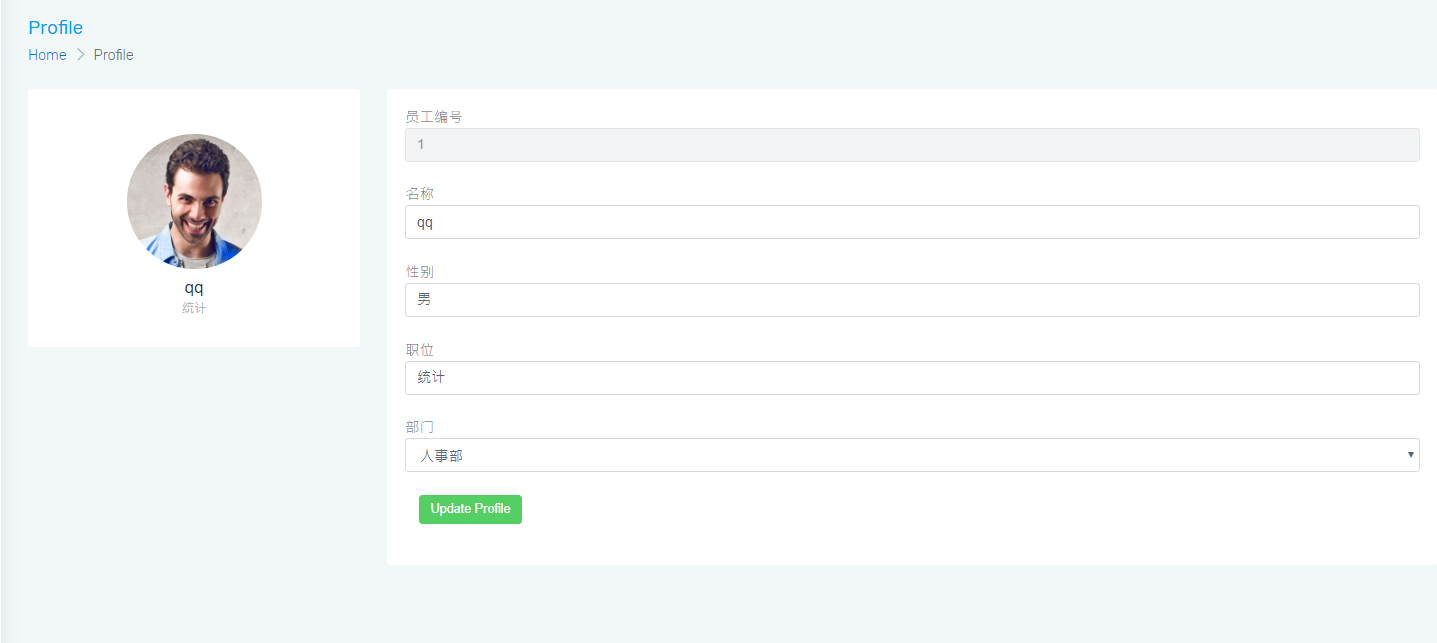 Profile
Home > Profile
qq
统计
员工编号
1
名称
qq
性别
男
职位
统计
部门
人事部
Update Profile